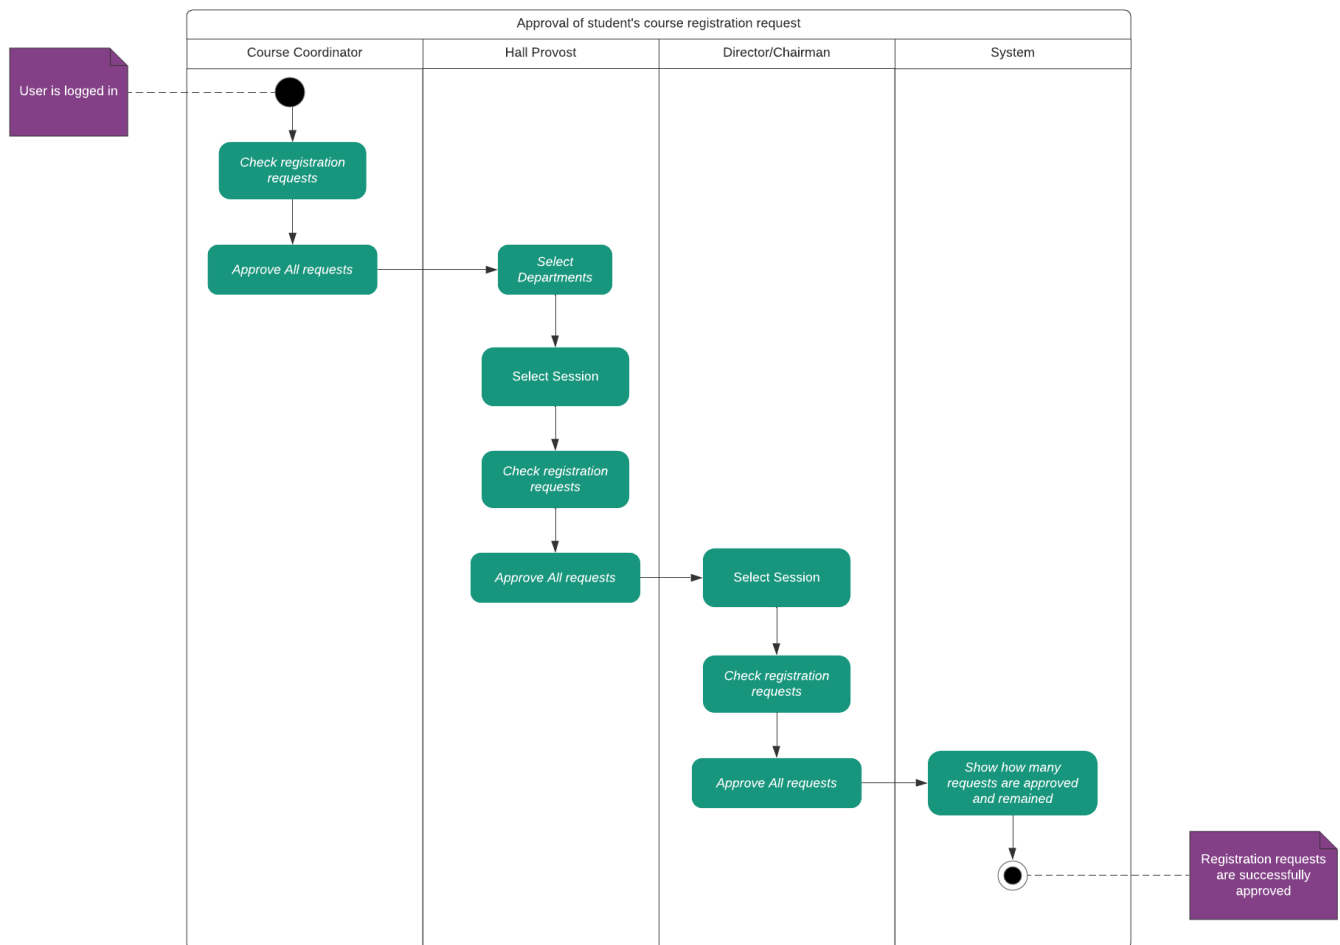 Approval of student's course registration request
Course Coordinator
Hall Provost
Director/Chairman
System
User is logged in
Check registration
requests
Approve All requests
Select
Departments
Select Session
Check registration
requests
Approve All requests
Select Session
Check registration
requests
Approve All requests
Show how many
requests are approved
and remained
Registration requests
are successfully
approved